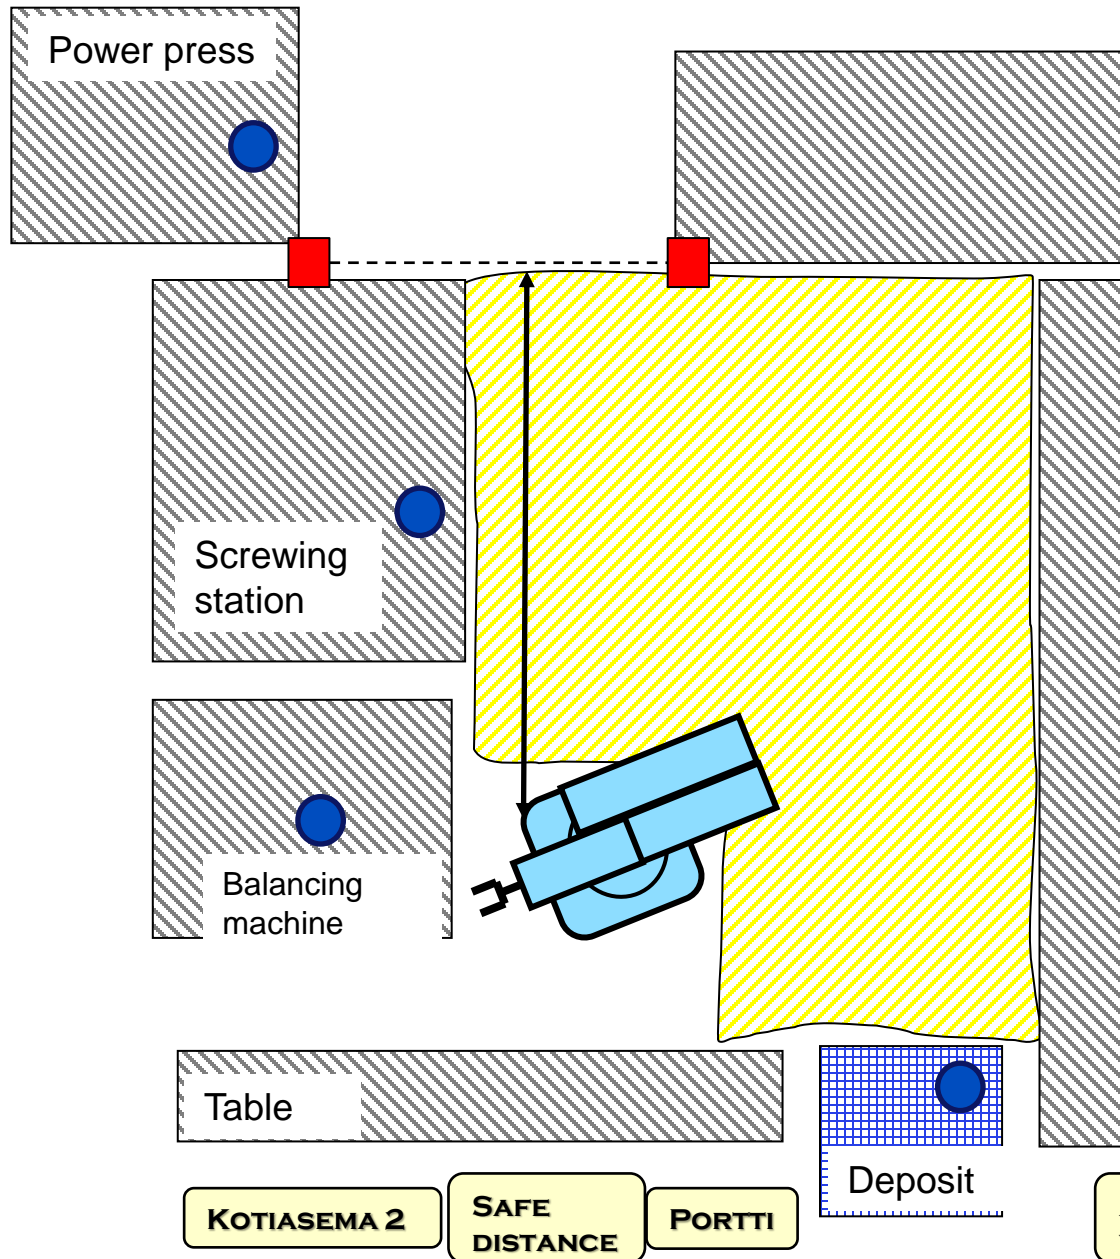 Power press
Screwing
station
Balancing
machine
Table
Deposit
KOTIASEMA 2
SAFE
DISTANCE
PORTTI